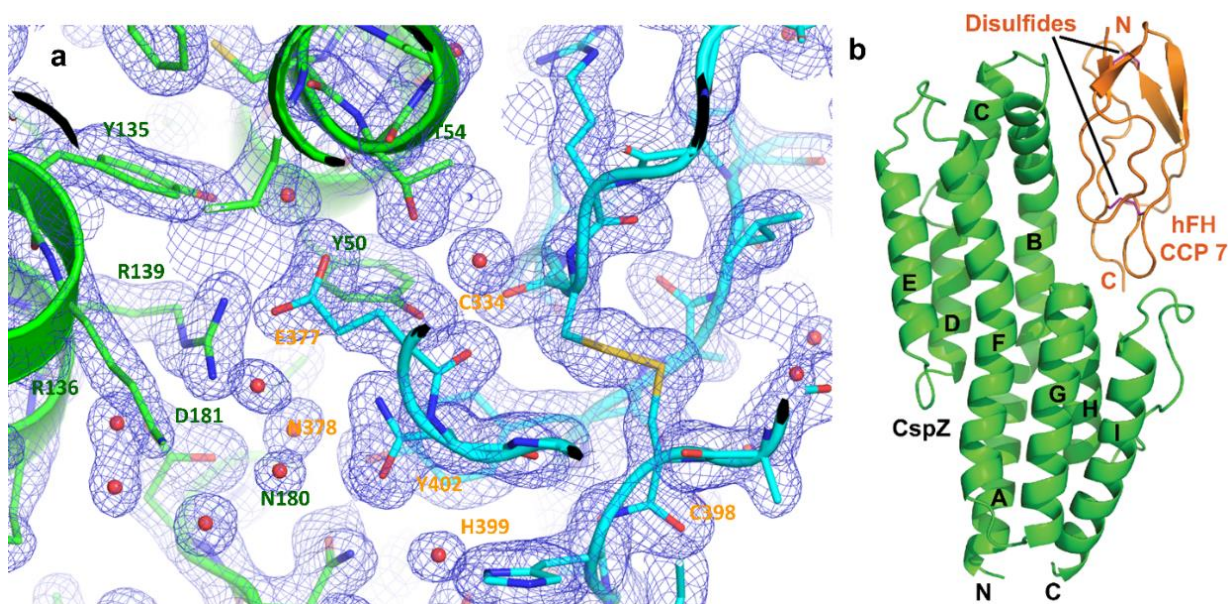 a
Y135
T54
Y50
R139
C334
E377
R136
D181
N378
N180
Y402
H399
C398
b
Disulfides
N
C
B
hFH
CCP 7
C
E
D
F
G
H
I
CspZ
A
N
C